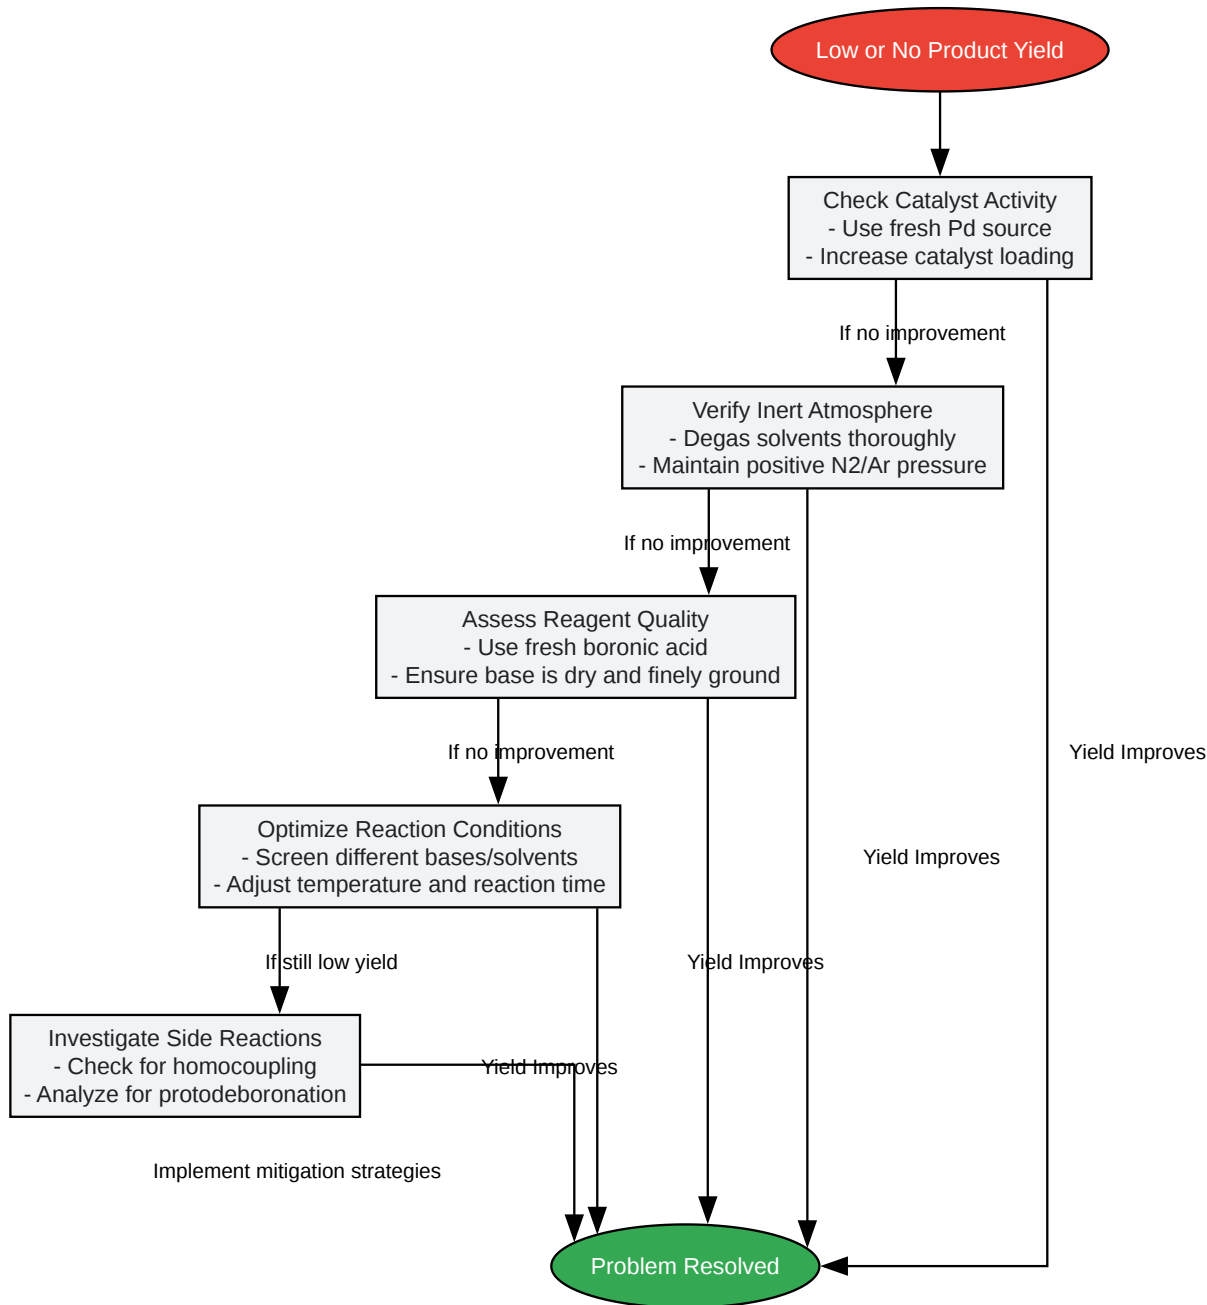 Low or No Product Yield
Check Catalyst Activity
- Use fresh Pd source
- Increase catalyst loading
If no improvement
Verify Inert Atmosphere
- Degas solvents thoroughly
- Maintain positive N2/Ar pressure
If no improvement
Assess Reagent Quality
- Use fresh boronic acid
- Ensure base is dry and finely ground
If no improvement
Yield Improves
Optimize Reaction Conditions
- Screen different bases/solvents
- Adjust temperature and reaction time
Yield Improves
If still low yield
Yield Improves
Investigate Side Reactions
- Check for homocoupling
- Analyze for protodeboronation
Yield Improves
Implement mitigation strategies
Problem Resolved